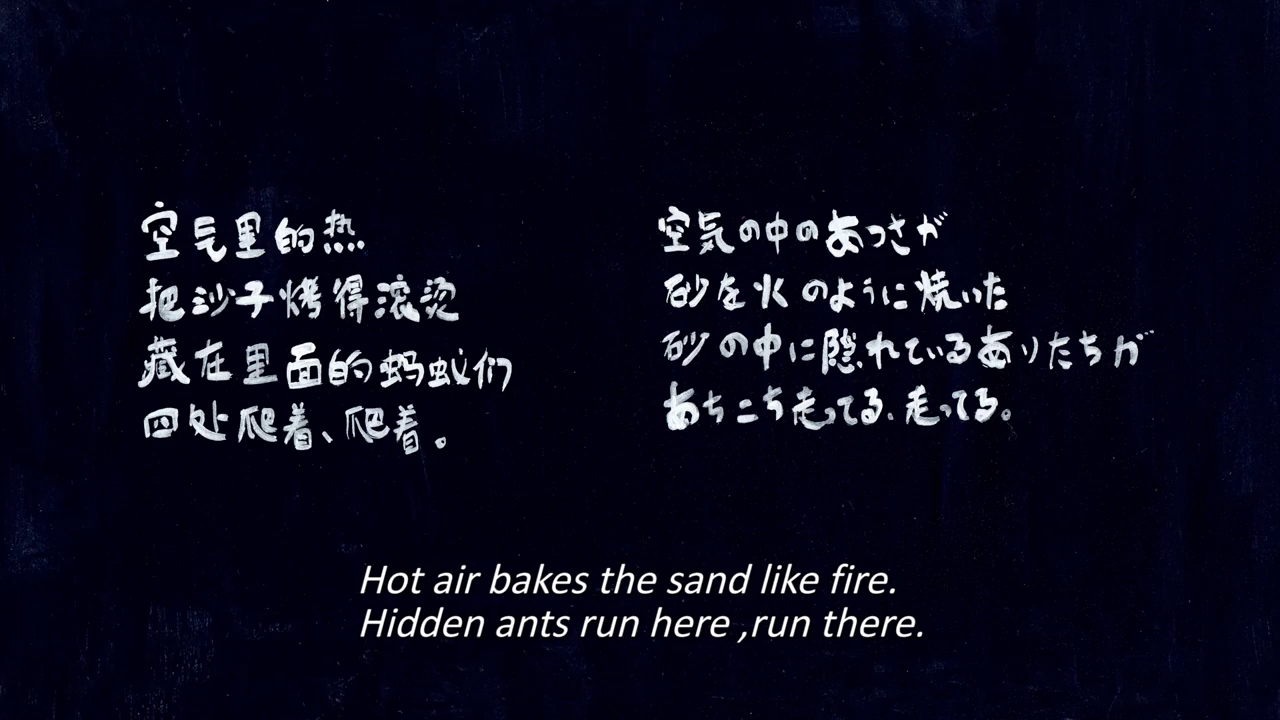 空气里的热
把沙子烤得滚烫
藏在里面的蚂蚁们
四处爬着、爬着。
空気の中のあつさが
砂を火のように焼いた
砂の中に隠れているありたちが
あちこち走ってる、走ってる。
Hot air bakes the sand like fire.
Hidden ants run here ,run there.